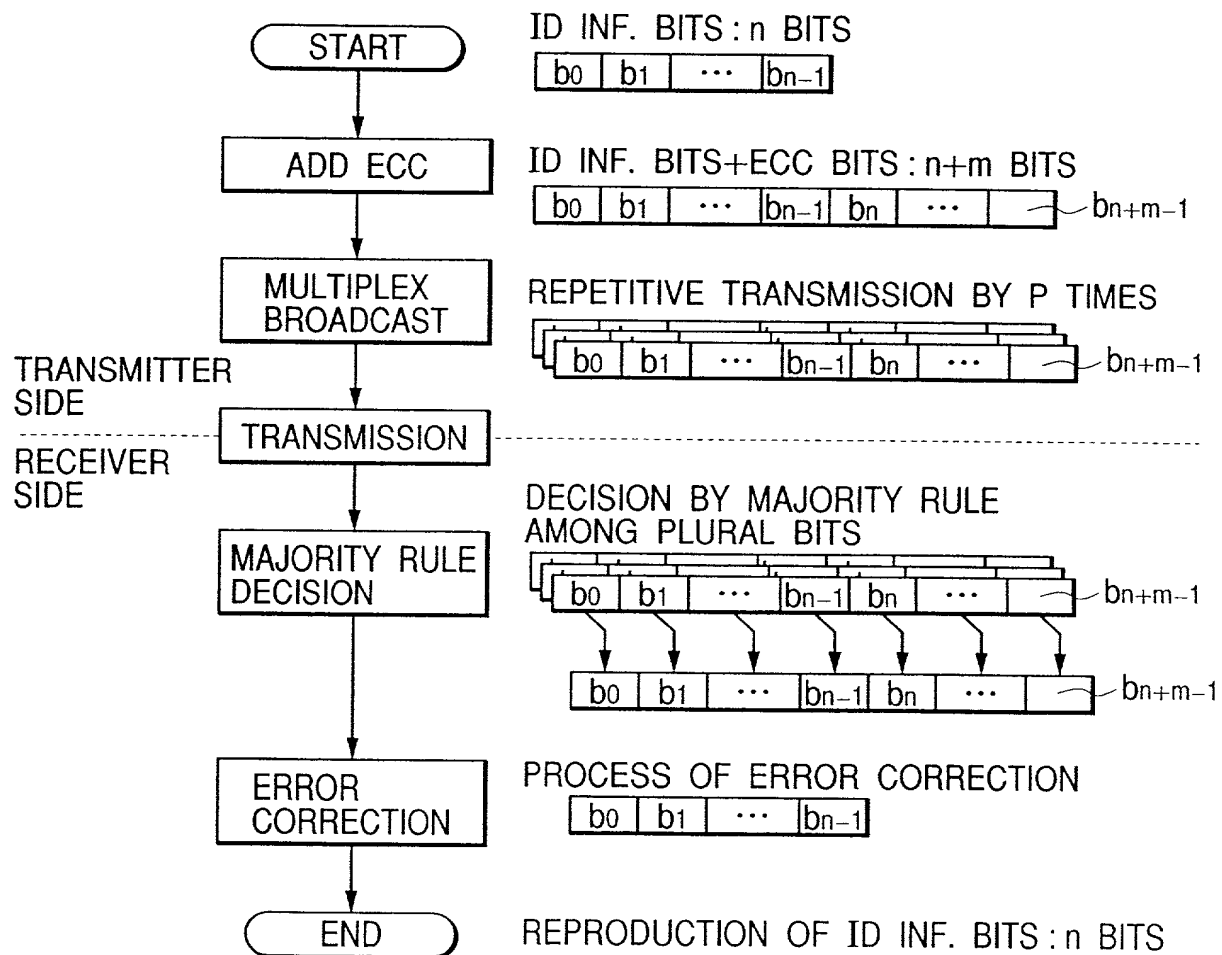 START
ID INF. BITS : n BITS
b0 b1 ··· bn-1
ADD ECC
ID INF. BITS+ECC BITS : n+m BITS
b0 b1 ··· bn-1 bn ··· bn+m-1
MULTIPLEX
BROADCAST
REPETITIVE TRANSMISSION BY P TIMES
b0 b1 ··· bn-1 bn ··· bn+m-1
TRANSMITTER
SIDE
TRANSMISSION
RECEIVER
SIDE
MAJORITY RULE
DECISION
DECISION BY MAJORITY RULE
AMONG PLURAL BITS
b0 b1 ··· bn-1 bn ··· bn+m-1
b0 b1 ··· bn-1 bn ··· bn+m-1
ERROR
CORRECTION
PROCESS OF ERROR CORRECTION
b0 b1 ··· bn-1
END
REPRODUCTION OF ID INF. BITS : n BITS